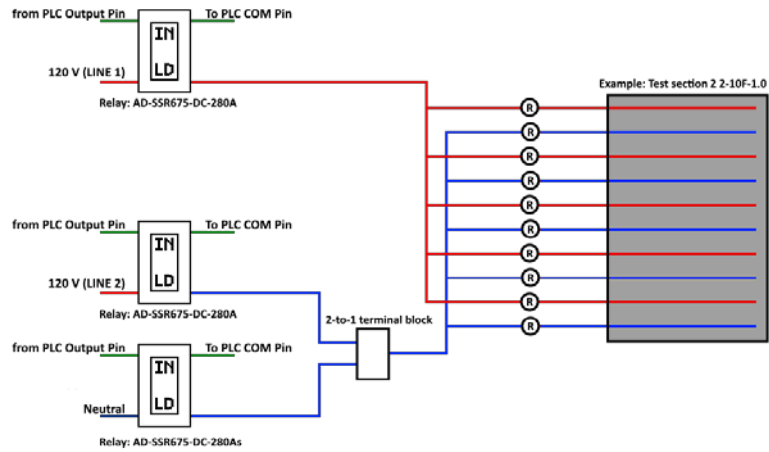 from PLC Output Pin
To PLC COM Pin
IN
LD
120 V (LINE 1)
Relay: AD-SSR675-DC-280A
Example: Test section 2 2-10F-1.0
R
R
R
R
R
R
R
R
R
R
from PLC Output Pin
To PLC COM Pin
IN
LD
120 V (LINE 2)
Relay: AD-SSR675-DC-280A
2-to-1 terminal block
from PLC Output Pin
To PLC COM Pin
IN
LD
Neutral
Relay: AD-SSR675-DC-280As